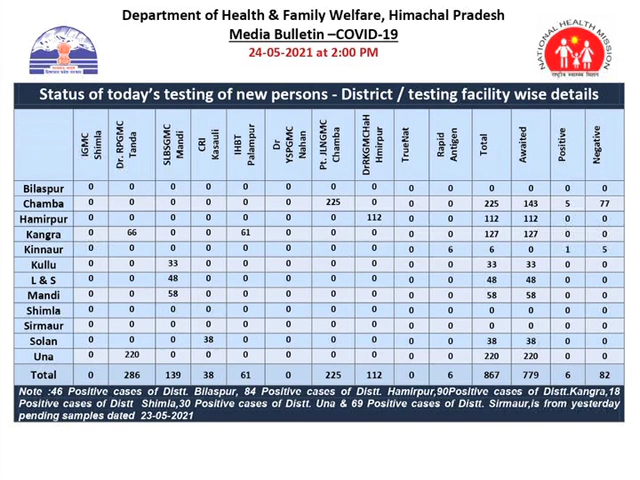 Department of Health & Family Welfare, Himachal Pradesh
Media Bulletin –COVID-19
24-05-2021 at 2:00 PM
NATIONAL HEALTH MISSION
राष्ट्रीय स्वास्थ्य मिशन
Status of today's testing of new persons - District / testing facility wise details
IGMC Shimla Dr. RPGMC Tanda SLBSGMC Mandi CRI Kasauli IHBT Palampur Dr YSPGMC Nahan Pt. JLNGMC Chamba DrRKGMCHaH Hmirpur TrueNat Rapid Antigen Total Awaited Positive Negative
Bilaspur 0 0 0 0 0 0 0 0 0 0 0 0 0 0
Chamba 0 0 0 0 0 0 225 0 0 0 225 143 5 77
Hamirpur 0 0 0 0 0 0 0 112 0 0 112 112 0 0
Kangra 0 66 0 0 61 0 0 0 0 0 127 127 0 0
Kinnaur 0 0 0 0 0 0 0 0 0 6 6 0 1 5
Kullu 0 0 33 0 0 0 0 0 0 0 33 33 0 0
L & S 0 0 48 0 0 0 0 0 0 0 48 48 0 0
Mandi 0 0 58 0 0 0 0 0 0 0 58 58 0 0
Shimla 0 0 0 0 0 0 0 0 0 0 0 0 0 0
Sirmaur 0 0 0 0 0 0 0 0 0 0 0 0 0 0
Solan 0 0 0 38 0 0 0 0 0 0 38 38 0 0
Una 0 220 0 0 0 0 0 0 0 0 220 220 0 0
Total 0 286 139 38 61 0 225 112 0 6 867 779 6 82
Note :46 Positive cases of Distt. Bilaspur, 84 Positive cases of Distt. Hamirpur,90Positive cases of Distt.Kangra,18
Positive cases of Distt Shimla,30 Positive cases of Distt. Una & 69 Positive cases of Distt. Sirmaur,is from yesterday
pending samples dated 23-05-2021